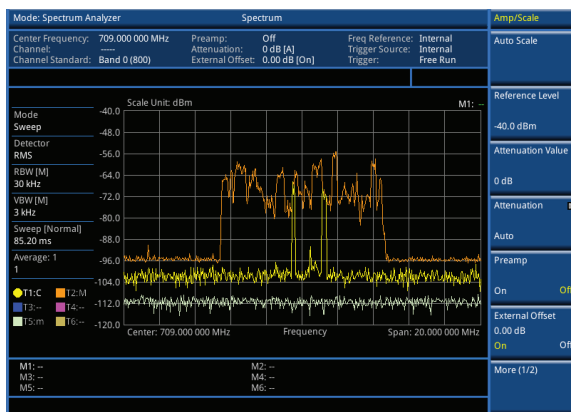 Mode: Spectrum Analyzer Spectrum Amp/Scale
Center Frequency: 709.000 000 MHz Preamp: Off Freq Reference: Internal
Channel: ----- Attenuation: 0 dB [A] Trigger Source: Internal
Channel Standard: Band 0 (800) External Offset: 0.00 dB [On] Trigger: Free Run
Auto Scale
Scale Unit: dBm M1: --
Mode
Sweep
Detector
RMS
RBW [M]
30 kHz
VBW [M]
3 kHz
Sweep [Normal]
85.20 ms
Average: 1
1
T1:C T2:M
T3:-- T4:--
T5:m T6:--
-40.0
-48.0
-56.0
-64.0
-72.0
-80.0
-88.0
-96.0
-104.0
-112.0
-120.0
Center: 709.000 000 MHz Frequency Span: 20.000 000 MHz
M1: -- M2: --
M3: -- M4: --
M5: -- M6: --
Reference Level
-40.0 dBm
Attenuation Value
0 dB
Attenuation
Auto
Preamp
On Off
External Offset
0.00 dB
On Off
More (1/2)